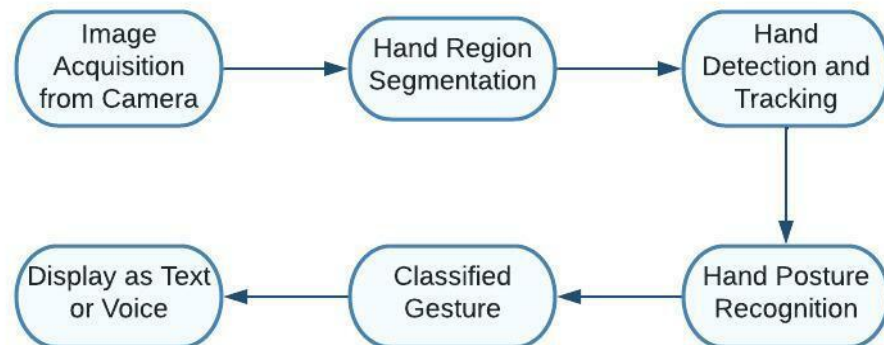 Image
Acquisition
from Camera
Hand Region
Segmentation
Hand
Detection and
Tracking
Hand Posture
Recognition
Classified
Gesture
Display as Text
or Voice